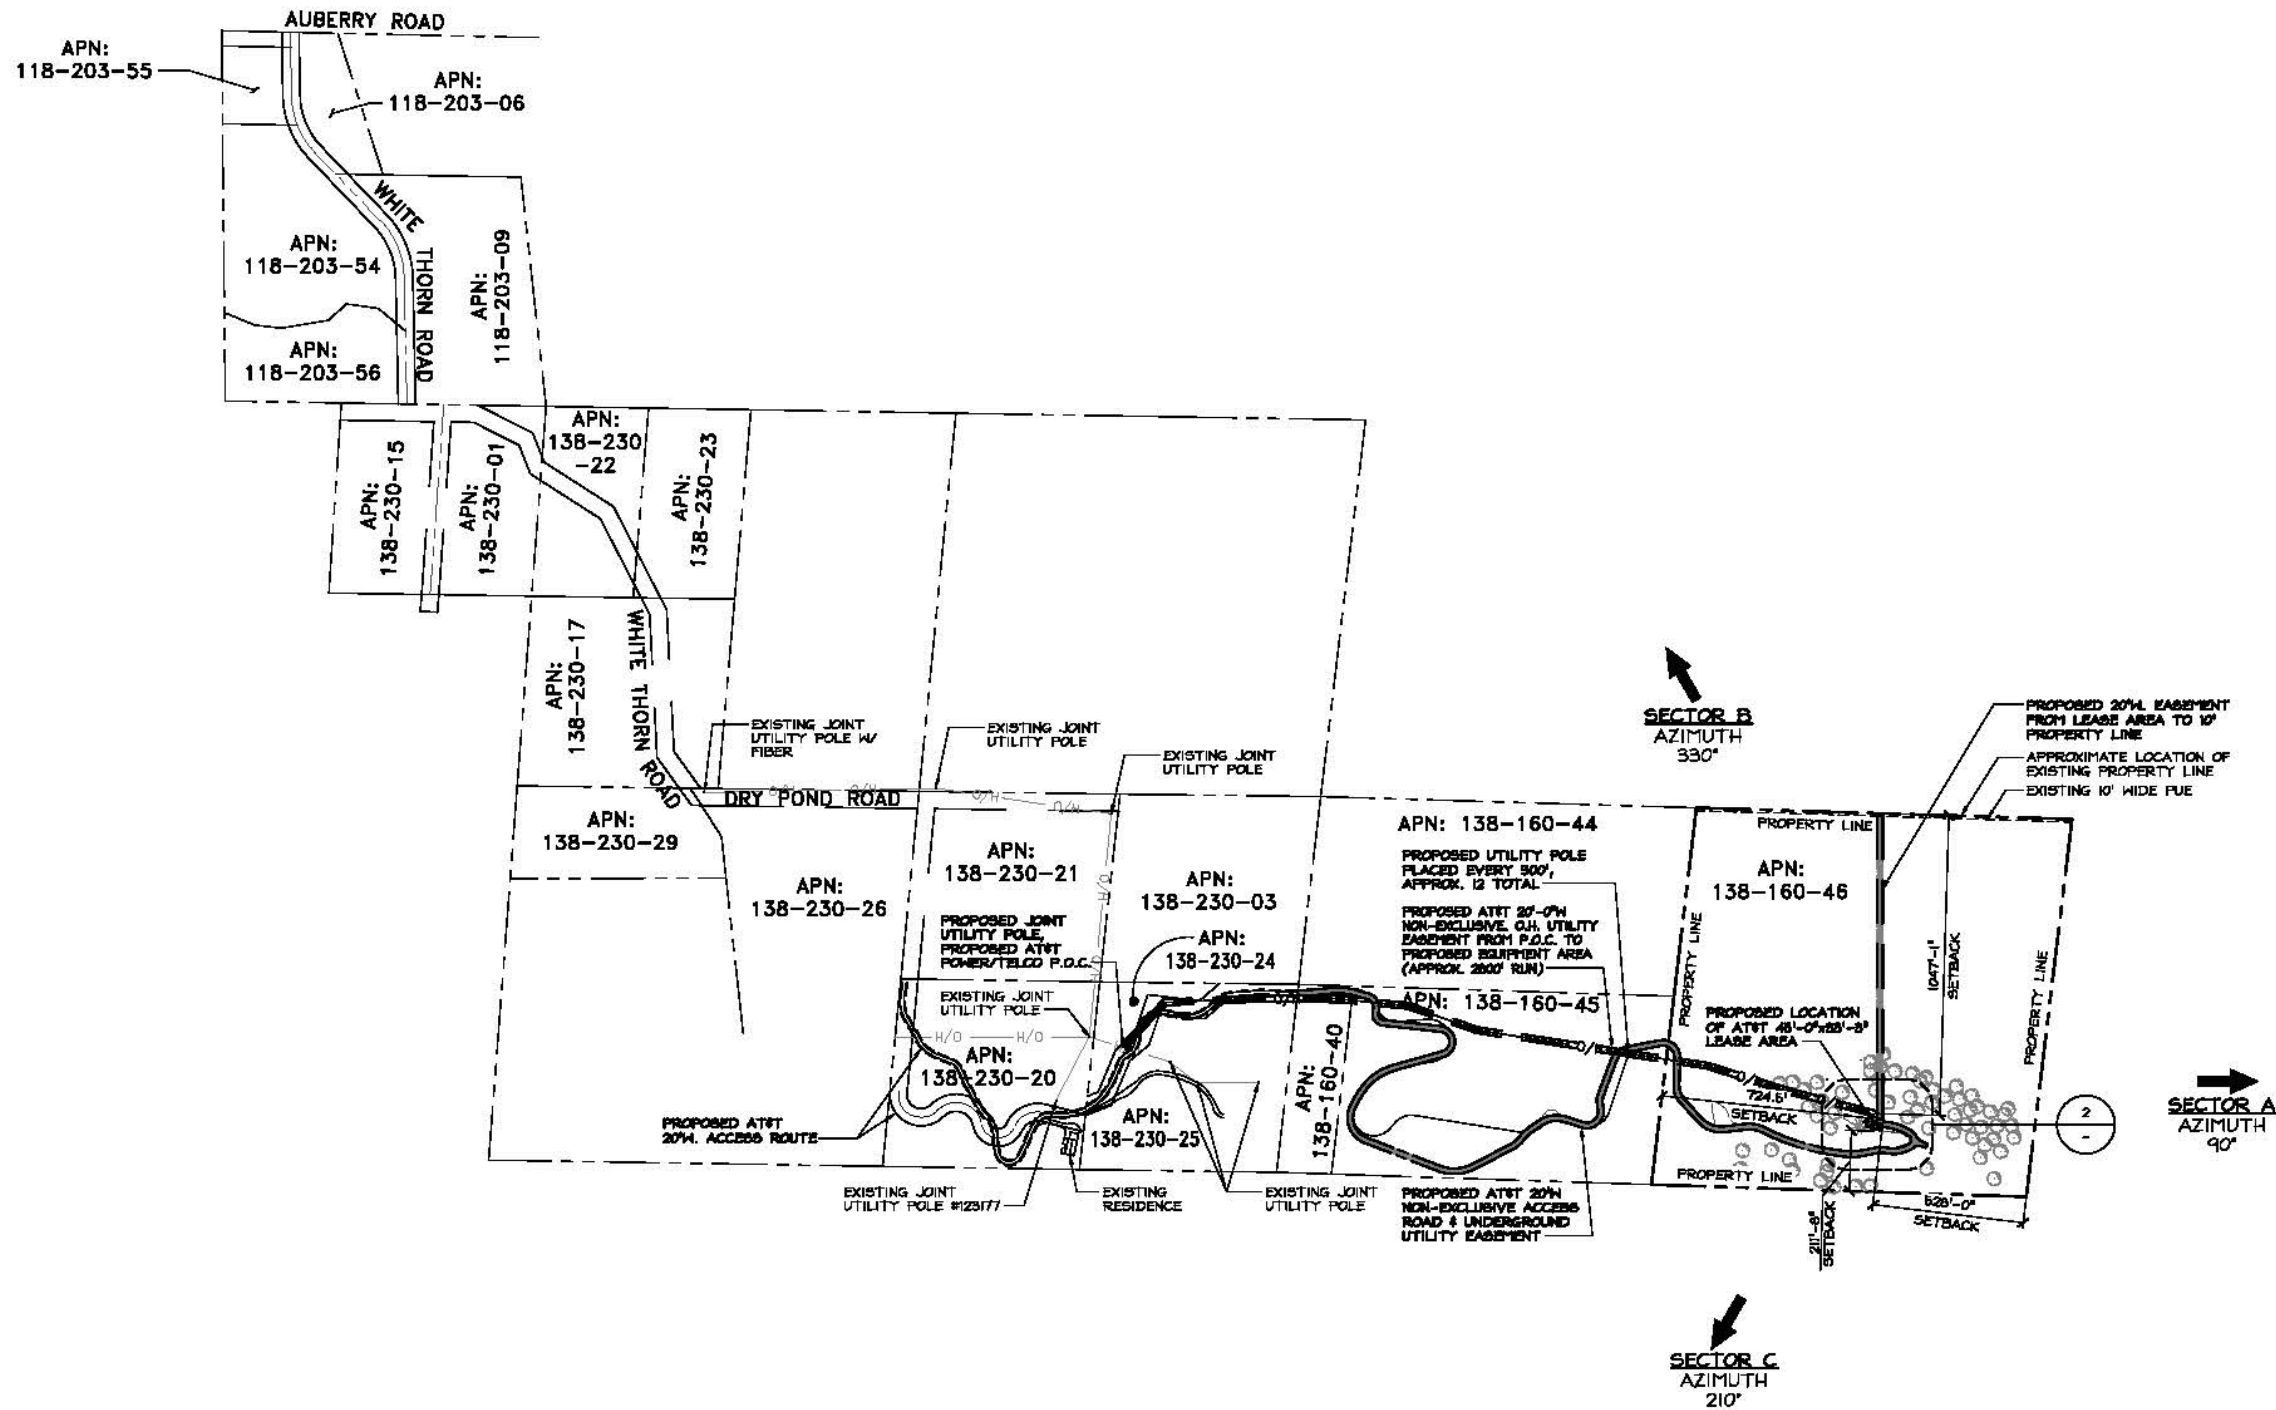 AUBERRY ROAD
APN:
118-203-55
APN:
118-203-06
WHITE
THORN ROAD
APN:
118-203-54
APN:
118-203-09
APN:
118-203-56
APN:
138-230-15
APN:
138-230-01
APN:
138-230
-22
APN:
138-230-23
APN:
138-230-17
WHITE THORN
ROAD
EXISTING JOINT
UTILITY POLE W/
FIBER
EXISTING JOINT
UTILITY POLE
EXISTING JOINT
UTILITY POLE
DRY POND ROAD
SECTOR B
AZIMUTH
330°
PROPOSED 20'W. EASEMENT
FROM LEASE AREA TO 10'
PROPERTY LINE
APPROXIMATE LOCATION OF
EXISTING PROPERTY LINE
EXISTING 10' WIDE PUE
APN:
138-230-29
APN:
138-230-26
APN:
138-230-21
APN:
138-230-03
APN: 138-160-44
PROPOSED UTILITY POLE
PLACED EVERY 300',
APPROX. 12 TOTAL
PROPOSED AT&T 20'-0"W
NON-EXCLUSIVE, O.H. UTILITY
EASEMENT FROM P.O.C. TO
PROPOSED EQUIPMENT AREA
(APPROX. 2800' RUN)
PROPERTY LINE
APN:
138-160-46
PROPERTY LINE
1047'-1"
SETBACK
PROPERTY LINE
PROPOSED JOINT
UTILITY POLE,
PROPOSED AT&T
POWER/TELCO P.O.C.
APN:
138-230-24
EXISTING JOINT
UTILITY POLE
O/H
O/H
O/H
O/H
H/O
H/O
APN: 138-160-45
PROPOSED LOCATION
OF AT&T
LEASE AREA
APN:
138-230-20
APN:
138-160-40
724.6'
SETBACK
PROPOSED AT&T
20'W. ACCESS ROUTE
APN:
138-230-25
2
-
SECTOR A
AZIMUTH
90°
PROPERTY LINE
EXISTING JOINT
UTILITY POLE #123177
EXISTING
RESIDENCE
EXISTING JOINT
UTILITY POLE
PROPOSED AT&T 20'W
NON-EXCLUSIVE ACCESS
ROAD & UNDERGROUND
UTILITY EASEMENT
211'-8"
SETBACK
528'-0"
SETBACK
SECTOR C
AZIMUTH
210°